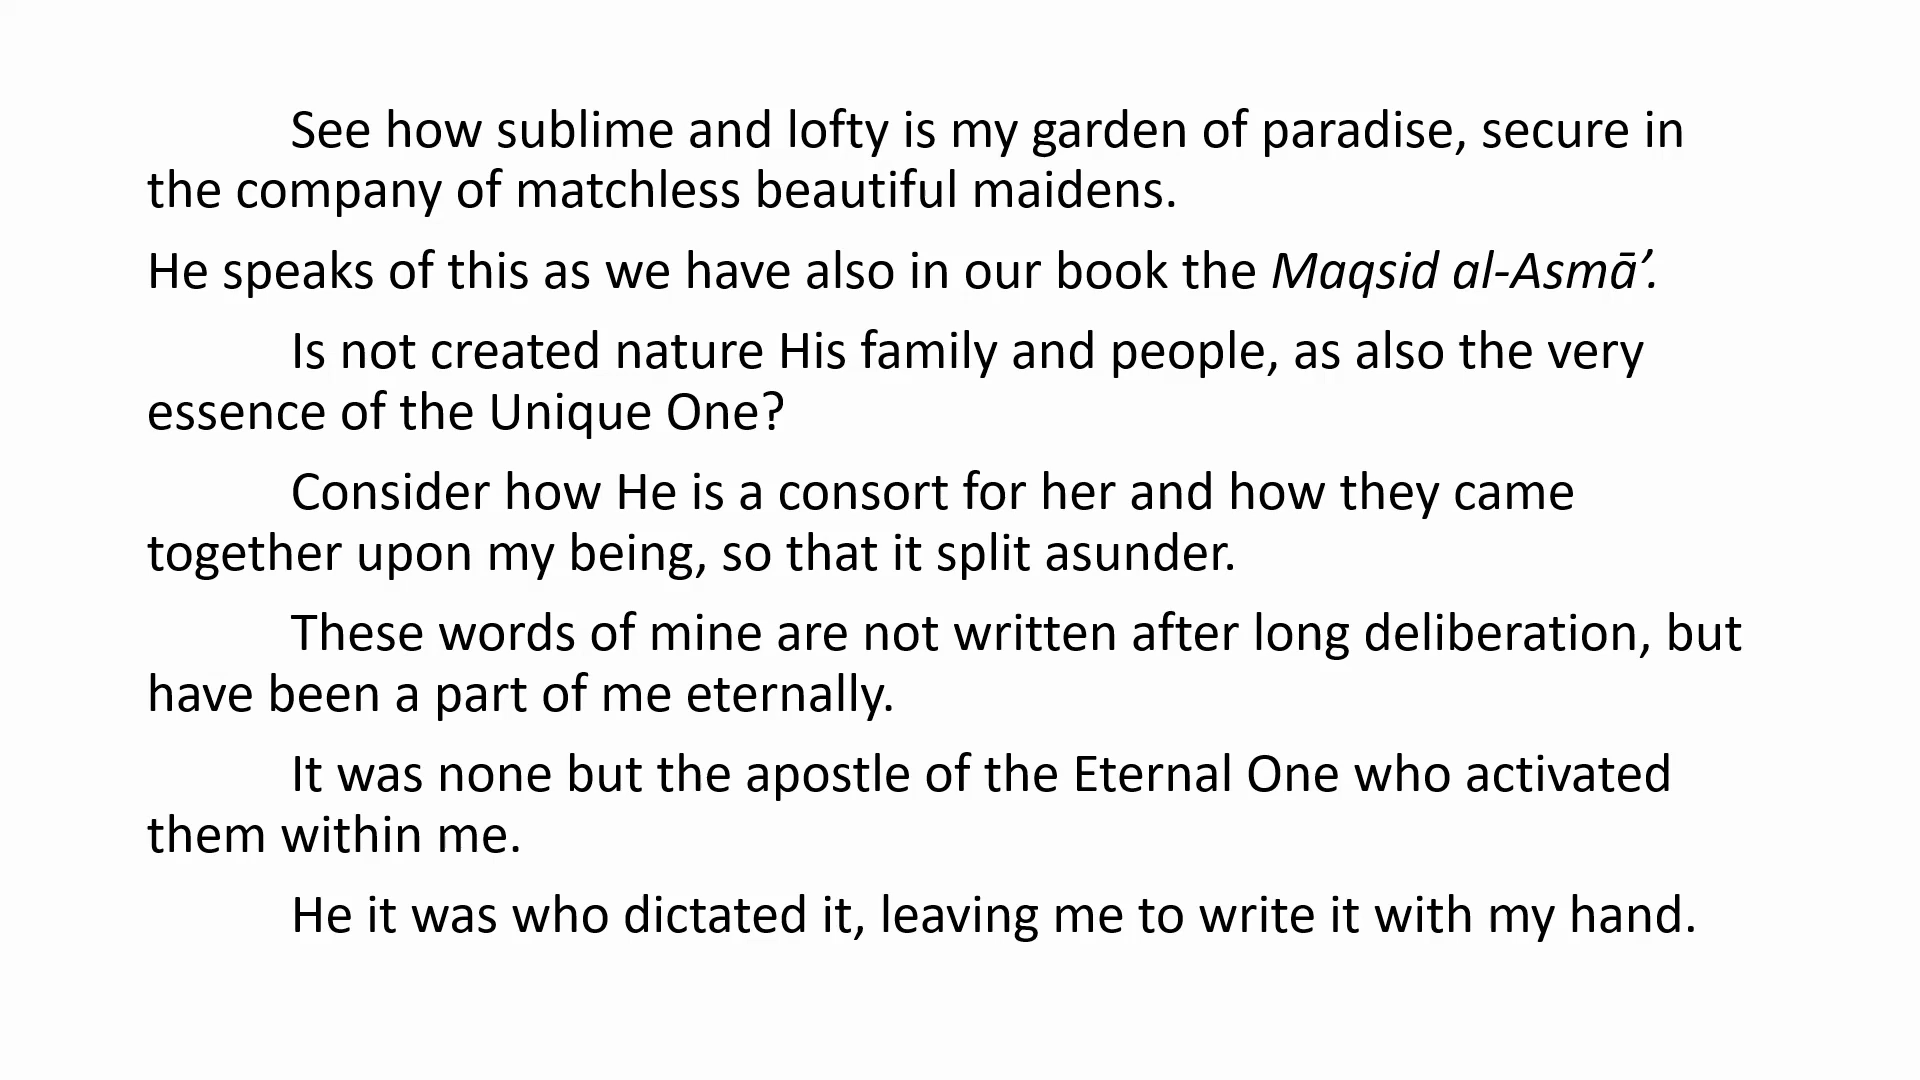 See how sublime and lofty is my garden of paradise, secure in
the company of matchless beautiful maidens.
He speaks of this as we have also in our book the Maqsid al-Asmā’.
Is not created nature His family and people, as also the very
essence of the Unique One?
Consider how He is a consort for her and how they came
together upon my being, so that it split asunder.
These words of mine are not written after long deliberation, but
have been a part of me eternally.
It was none but the apostle of the Eternal One who activated
them within me.
He it was who dictated it, leaving me to write it with my hand.